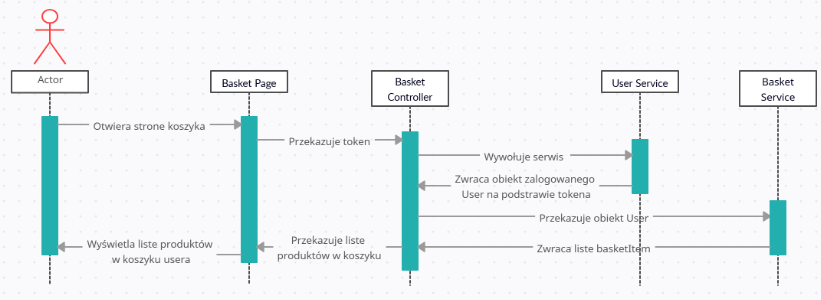 Actor
Basket Page
Basket
Controller
User Service
Basket
Service
Otwiera strone koszyka
Przekazuje token
Wywołuje serwis
Zwraca obiekt zalogowanego
User na podstrawie tokena
Przekazuje obiekt User
Zwraca liste basketItem
Przekazuje liste
produktów w koszyku
Wyświetla liste produktów
w koszyku usera